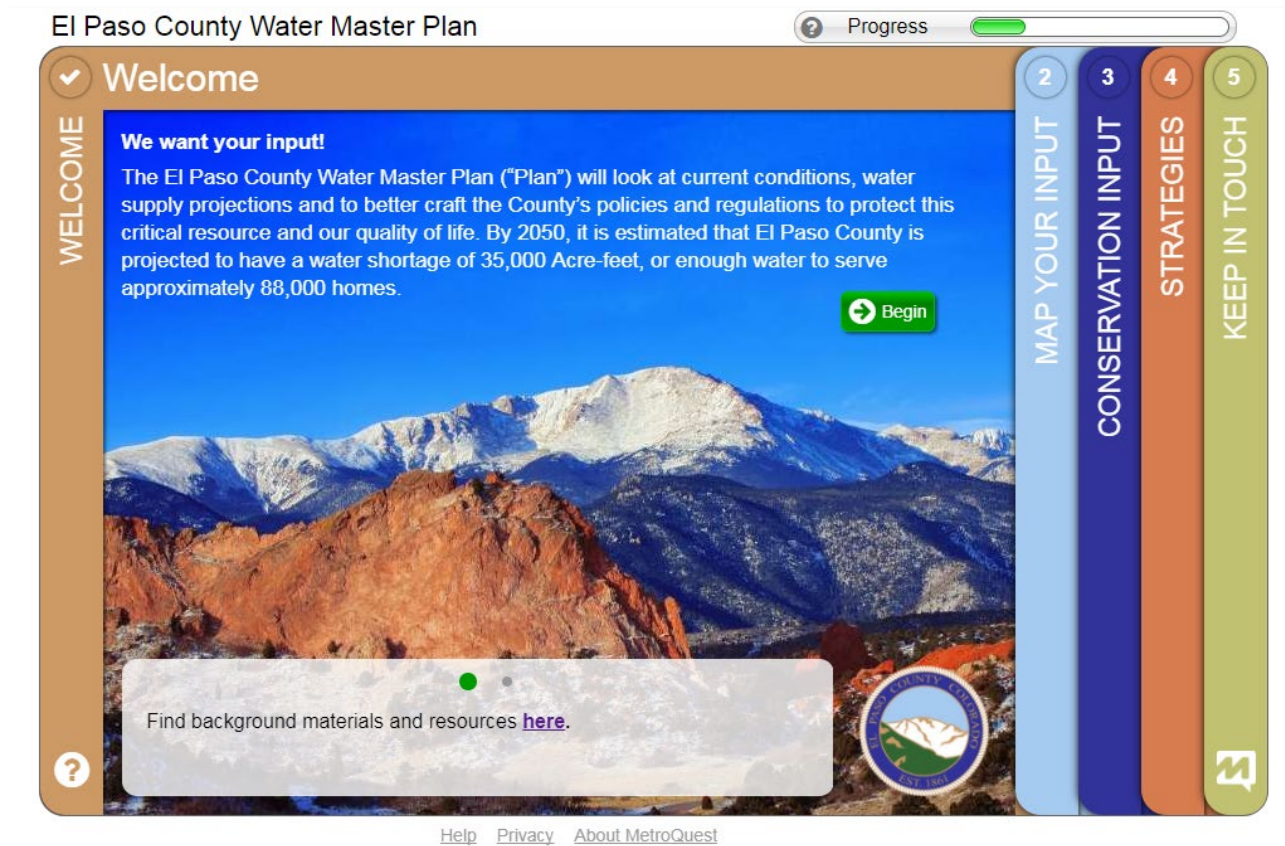 El Paso County Water Master Plan
? Progress
Welcome
WELCOME
We want your input!
The El Paso County Water Master Plan (“Plan”) will look at current conditions, water
supply projections and to better craft the County’s policies and regulations to protect this
critical resource and our quality of life. By 2050, it is estimated that El Paso County is
projected to have a water shortage of 35,000 Acre-feet, or enough water to serve
approximately 88,000 homes.
Begin
Find background materials and resources here.
EL PASO COUNTY COLORADO
EST. 1861
?
2
MAP YOUR INPUT
3
CONSERVATION INPUT
4
STRATEGIES
5
KEEP IN TOUCH
Help Privacy About MetroQuest